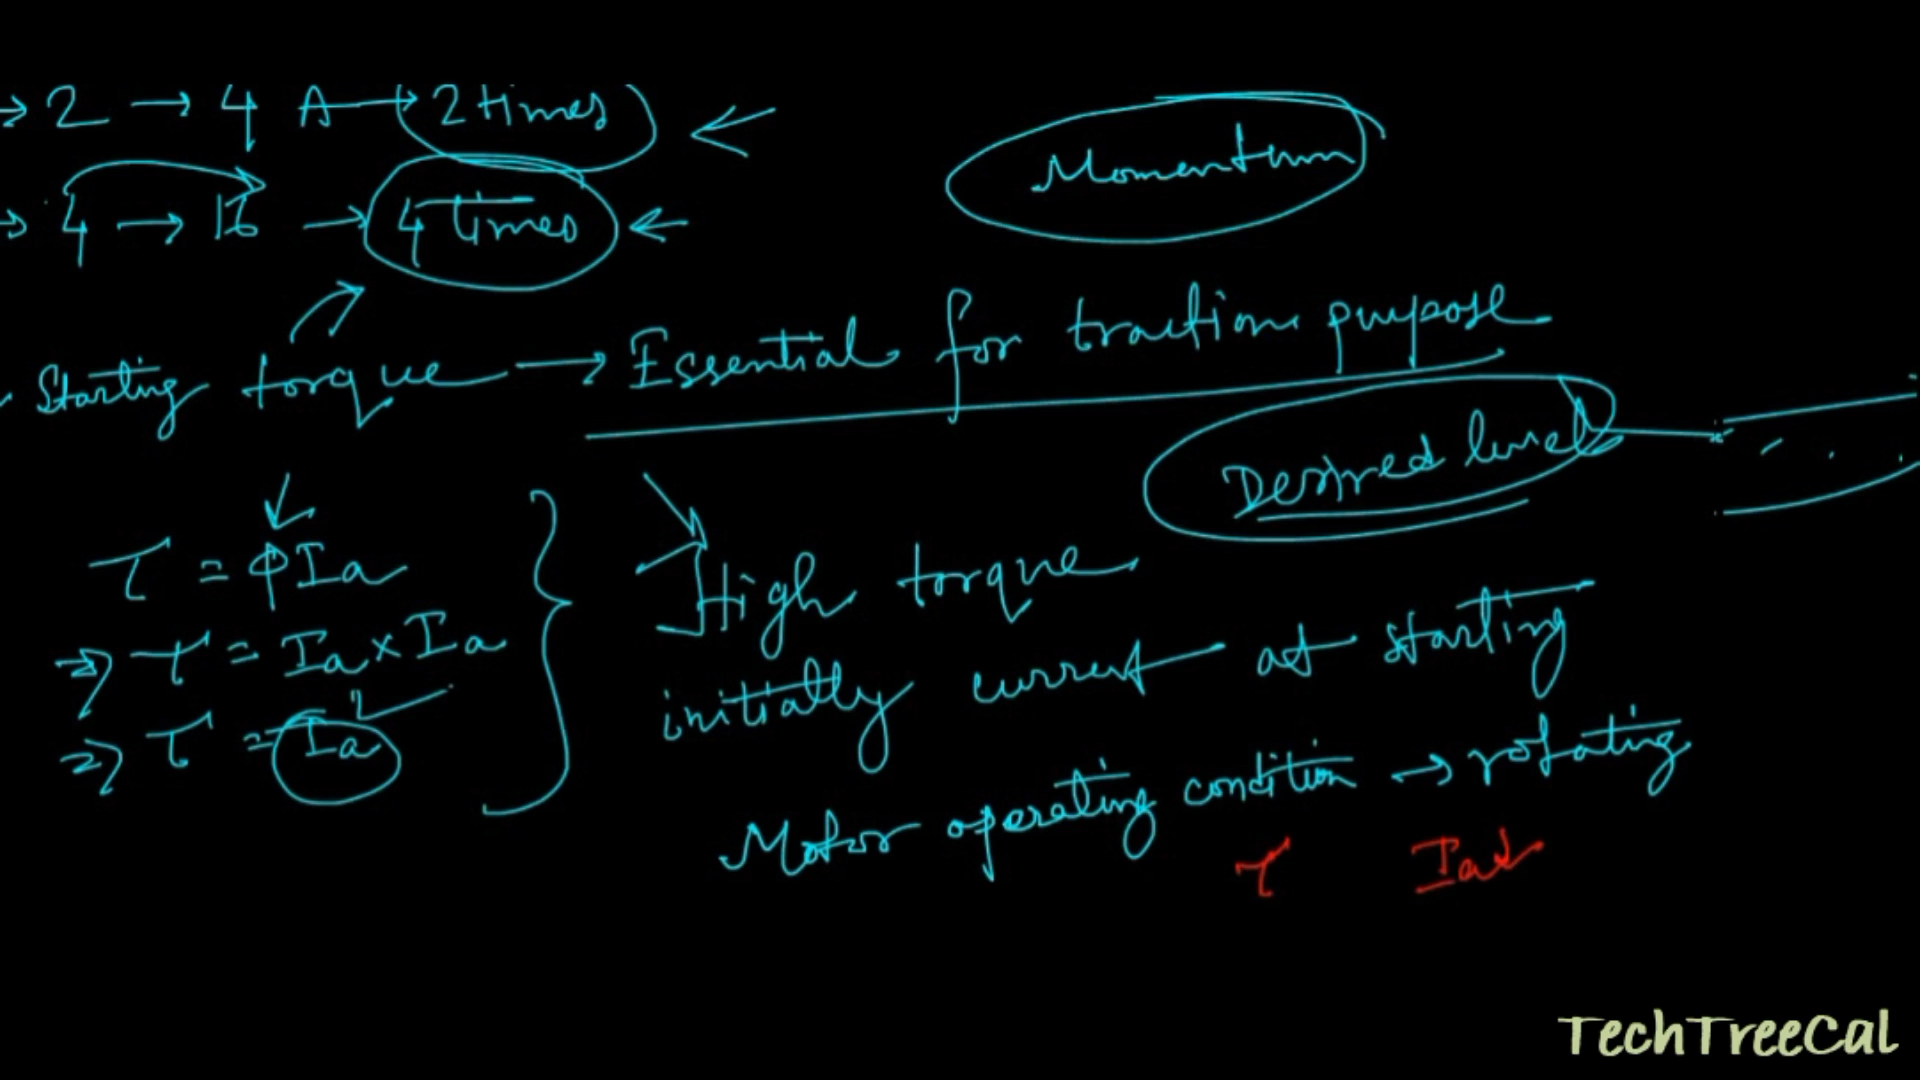 → 2 → 4 A → 2 times
Momentum
→ 4 → 16 → 4 times
Starting torque → Essential for traction purpose
Desired level
τ = φIa
⇒ τ = Ia × Ia
⇒ τ = Ia²
High torque
initially current at starting
Motor operating condition → rotating
τ Ia↓
TechTreeCal